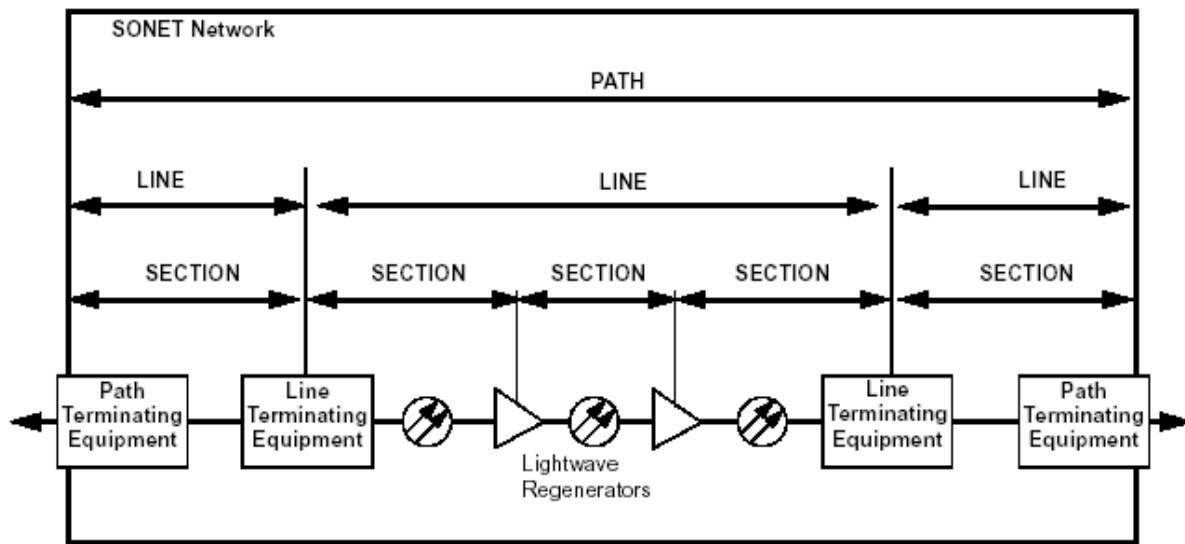 SONET Network
PATH
LINE
LINE
LINE
SECTION
SECTION
SECTION
SECTION
SECTION
Path
Terminating
Equipment
Line
Terminating
Equipment
Lightwave
Regenerators
Line
Terminating
Equipment
Path
Terminating
Equipment